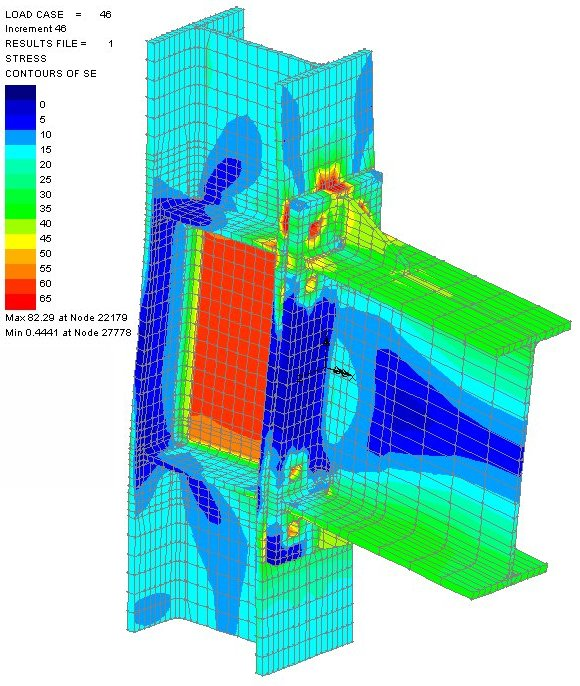 LOAD CASE = 46
Increment 46
RESULTS FILE = 1
STRESS
CONTOURS OF SE
0
5
10
15
20
25
30
35
40
45
50
55
60
65
Max 82.29 at Node 22179
Min 0.4441 at Node 27778